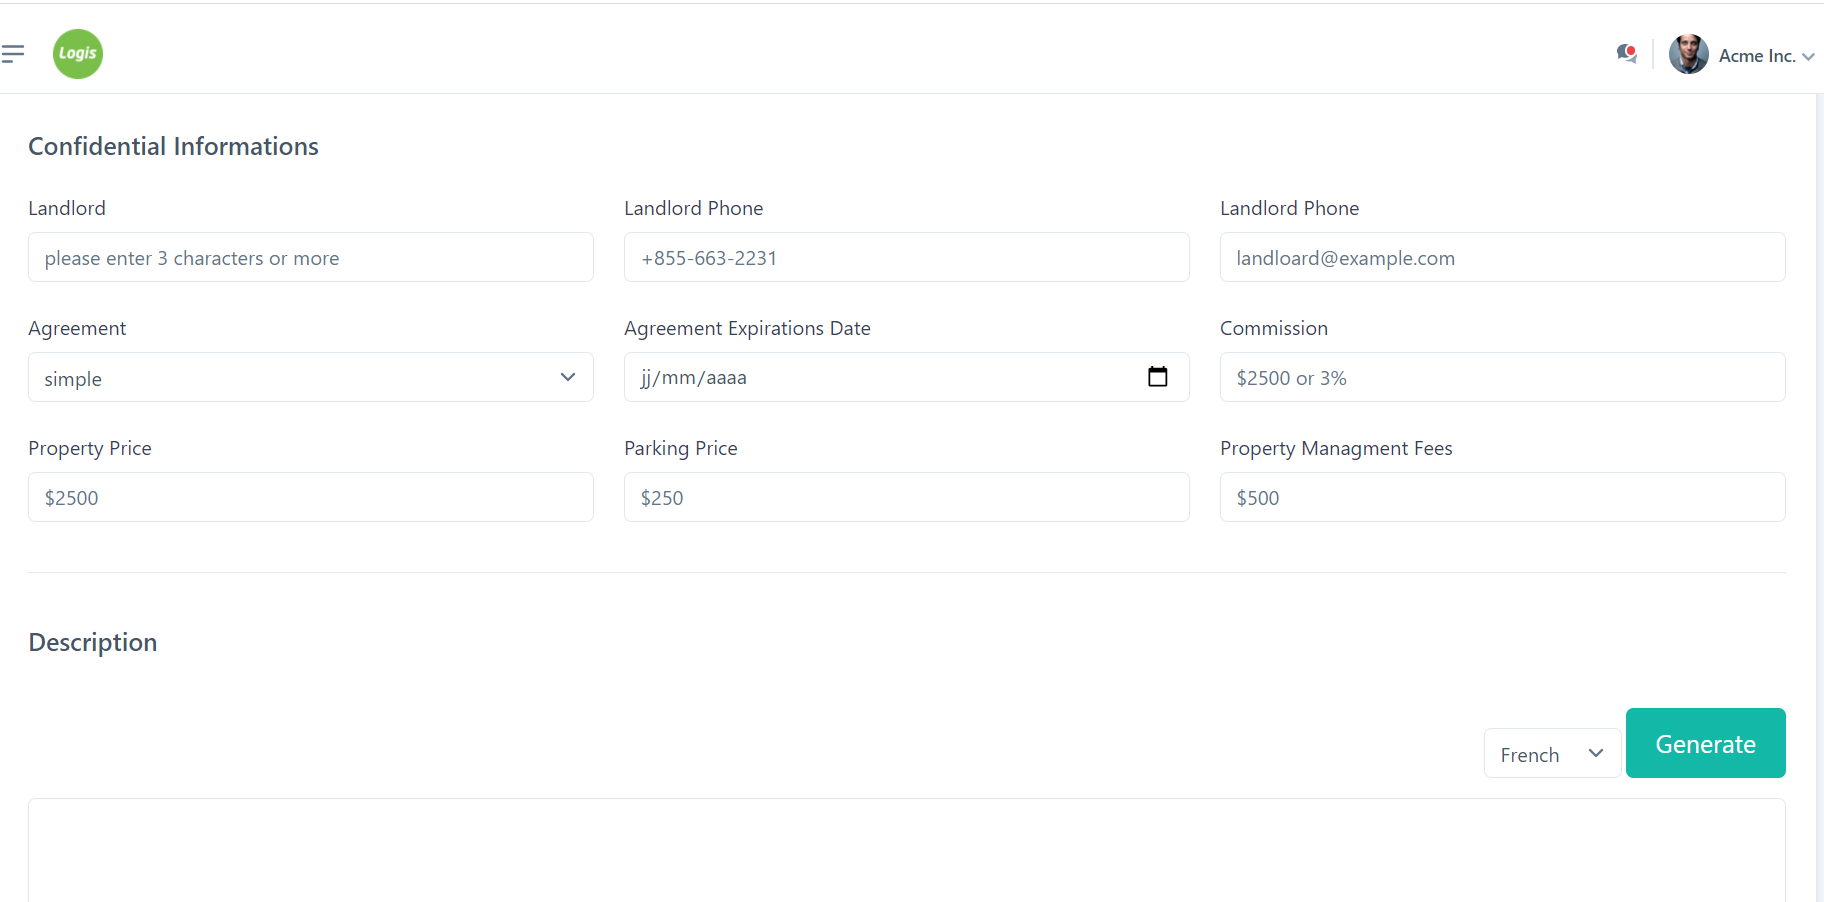 Logis
Acme Inc.
Confidential Informations
Landlord
Landlord Phone
Landlord Phone
please enter 3 characters or more
+855-663-2231
landloard@example.com
Agreement
Agreement Expirations Date
Commission
simple
jj/mm/aaaa
$2500 or 3%
Property Price
Parking Price
Property Managment Fees
$2500
$250
$500
Description
French
Generate